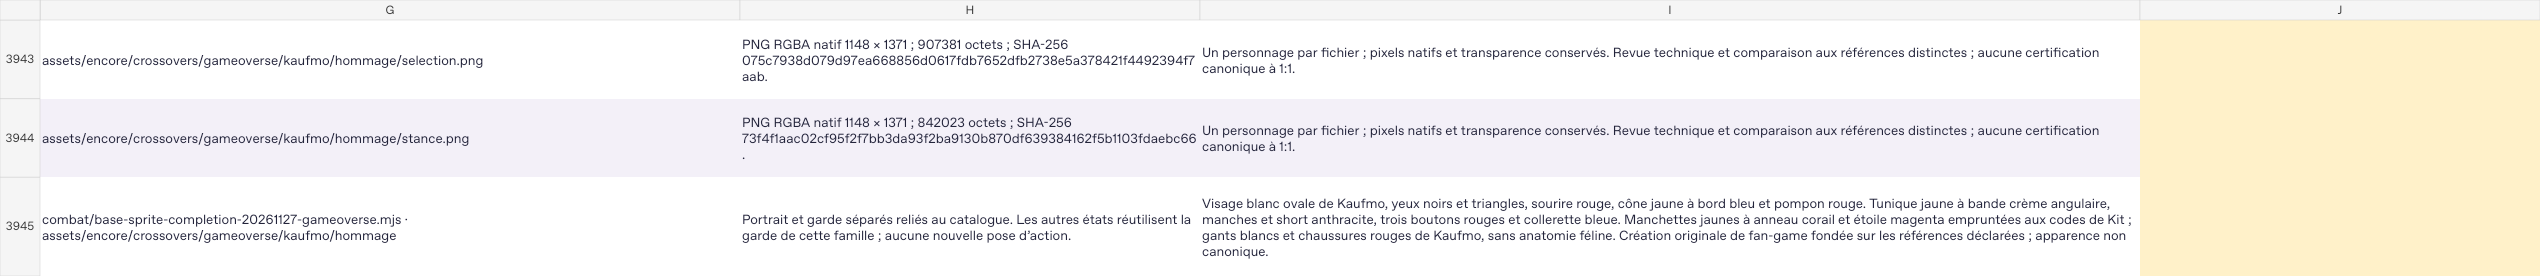 G H I J
3943
assets/encore/crossovers/gameoverse/kaufmo/hommage/selection.png
PNG RGBA natif 1148 × 1371 ; 907381 octets ; SHA-256
075c7938d079d97ea668856d0617fdb7652dfb2738e5a378421f4492394f7
aab.
Un personnage par fichier ; pixels natifs et transparence conservés. Revue technique et comparaison aux références distinctes ; aucune certification
canonique à 1:1.
3944
assets/encore/crossovers/gameoverse/kaufmo/hommage/stance.png
PNG RGBA natif 1148 × 1371 ; 842023 octets ; SHA-256
73f4f1aac02cf95f2f7bb3da93f2ba9130b870df639384162f5b1103fdaebc66
.
Un personnage par fichier ; pixels natifs et transparence conservés. Revue technique et comparaison aux références distinctes ; aucune certification
canonique à 1:1.
3945
combat/base-sprite-completion-20261127-gameoverse.mjs ·
assets/encore/crossovers/gameoverse/kaufmo/hommage
Portrait et garde séparés reliés au catalogue. Les autres états réutilisent la
garde de cette famille ; aucune nouvelle pose d’action.
Visage blanc ovale de Kaufmo, yeux noirs et triangles, sourire rouge, cône jaune à bord bleu et pompon rouge. Tunique jaune à bande crème angulaire,
manches et short anthracite, trois boutons rouges et collerette bleue. Manchettes jaunes à anneau corail et étoile magenta empruntées aux codes de Kit ;
gants blancs et chaussures rouges de Kaufmo, sans anatomie féline. Création originale de fan-game fondée sur les références déclarées ; apparence non
canonique.